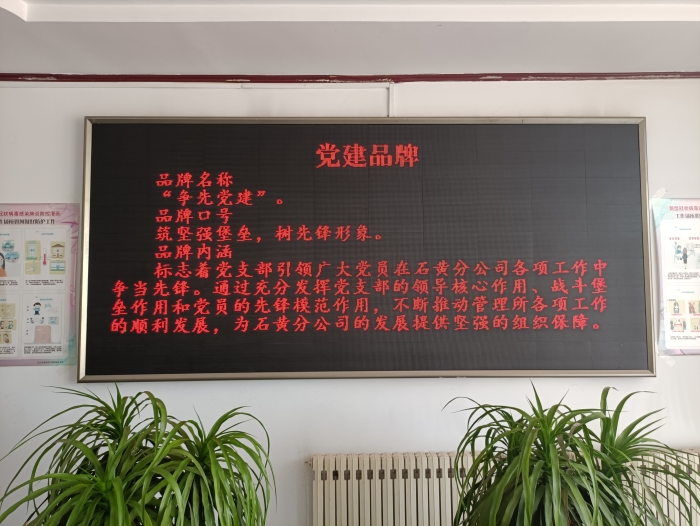 党建品牌
品牌名称
“争先党建”。
品牌口号
筑坚强堡垒，树先锋形象。
品牌内涵
标志着党支部引领广大党员在石黄分公司各项工作中
争当先锋。通过充分发挥党支部的领导核心作用、战斗堡
垒作用和党员的先锋模范作用，不断推动管理所各项工作
的顺利发展，为石黄分公司的发展提供坚强的组织保障。